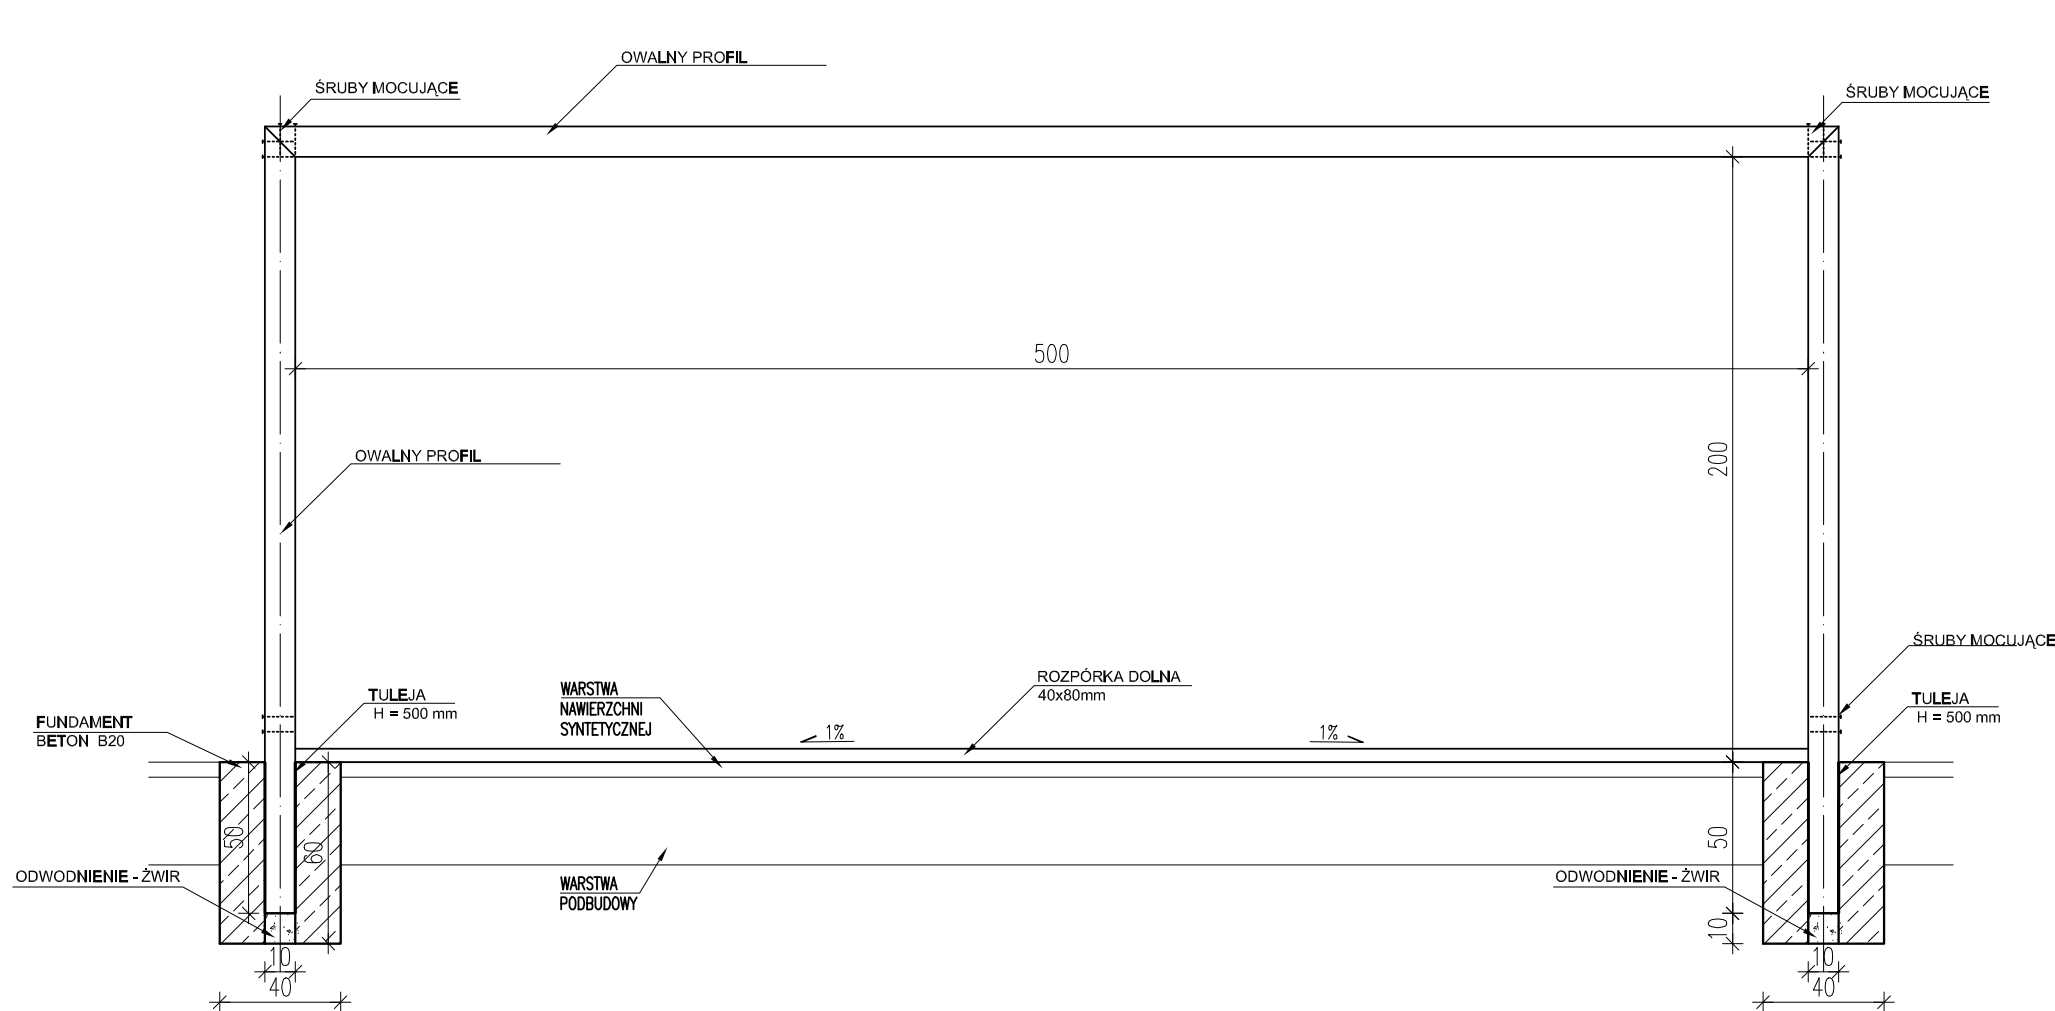 OWALNY PROFIL
ŚRUBY MOCUJĄCE
ŚRUBY MOCUJĄCE
500
200
OWALNY PROFIL
ŚRUBY MOCUJĄCE
ROZPÓRKA DOLNA
40x80mm
WARSTWA
NAWIERZCHNI
SYNTETYCZNEJ
TULEJA
H = 500 mm
TULEJA
H = 500 mm
FUNDAMENT
BETON B20
1%
1%
50
60
50
ODWODNIENIE - ŻWIR
WARSTWA
PODBUDOWY
ODWODNIENIE - ŻWIR
10
10
40
10
40